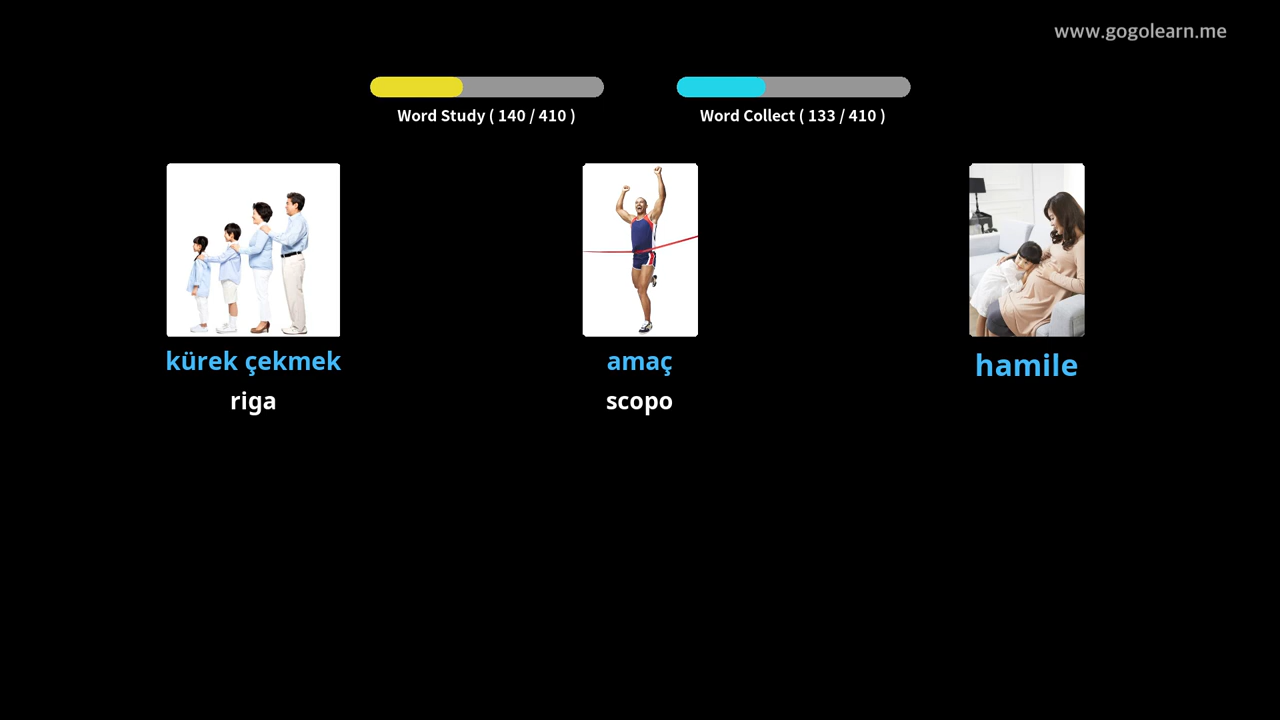 www.gogolearn.me
Word Study ( 140 / 410 )
Word Collect ( 133 / 410 )
kürek çekmek
amaç
hamile
riga
scopo